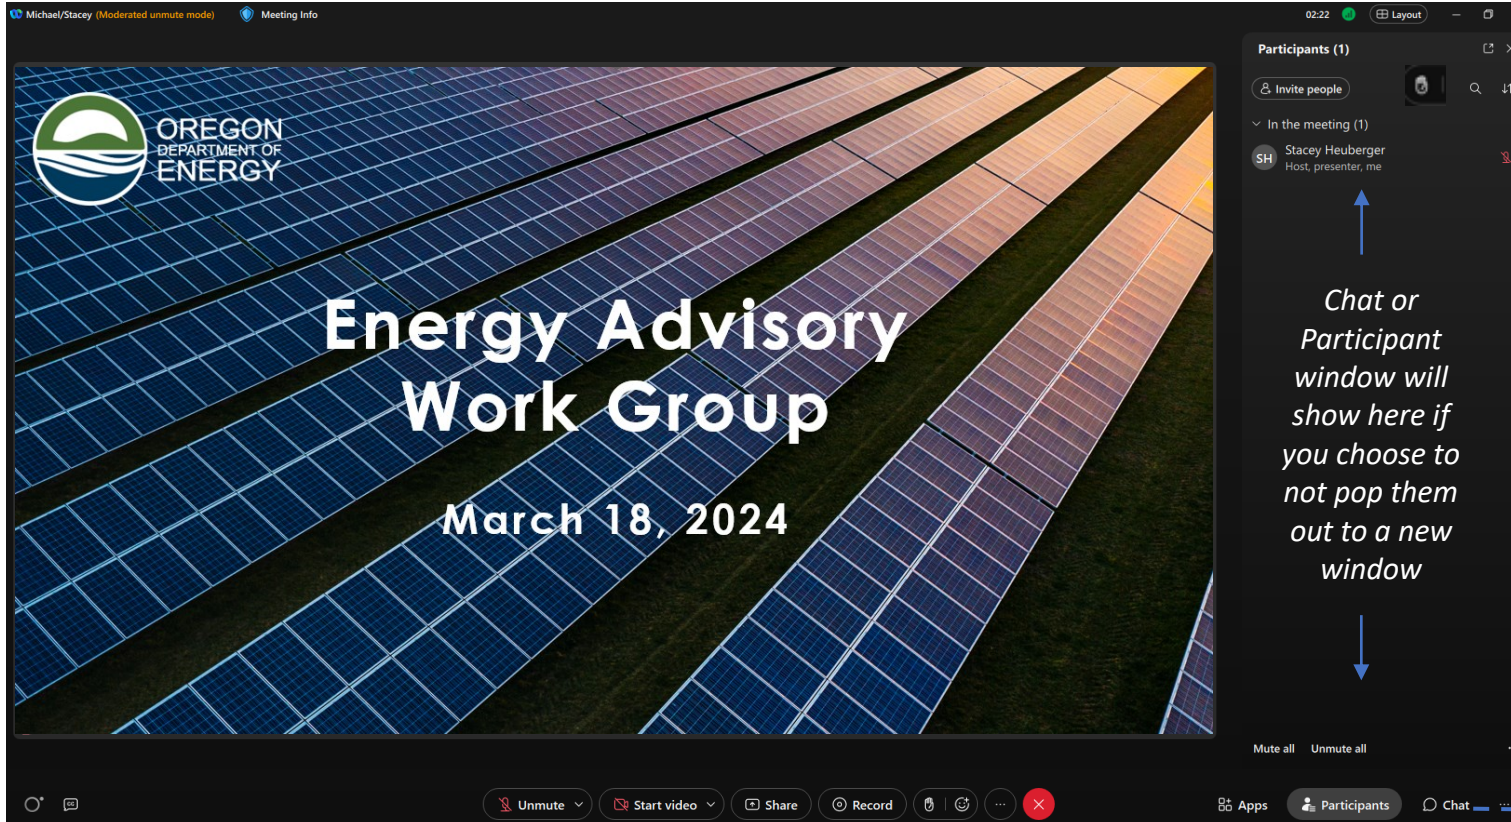 Michael/Stacey (Moderated unmute mode)
Meeting Info
02:22
Layout
OREGON
DEPARTMENT OF
ENERGY
Energy Advisory
Work Group
March 18, 2024
Participants (1)
Invite people
In the meeting (1)
SH
Stacey Heuberger
Host, presenter, me
Chat or
Participant
window will
show here if
you choose to
not pop them
out to a new
window
Mute all Unmute all
CC
Unmute
Start video
Share
Record
Apps
Participants
Chat